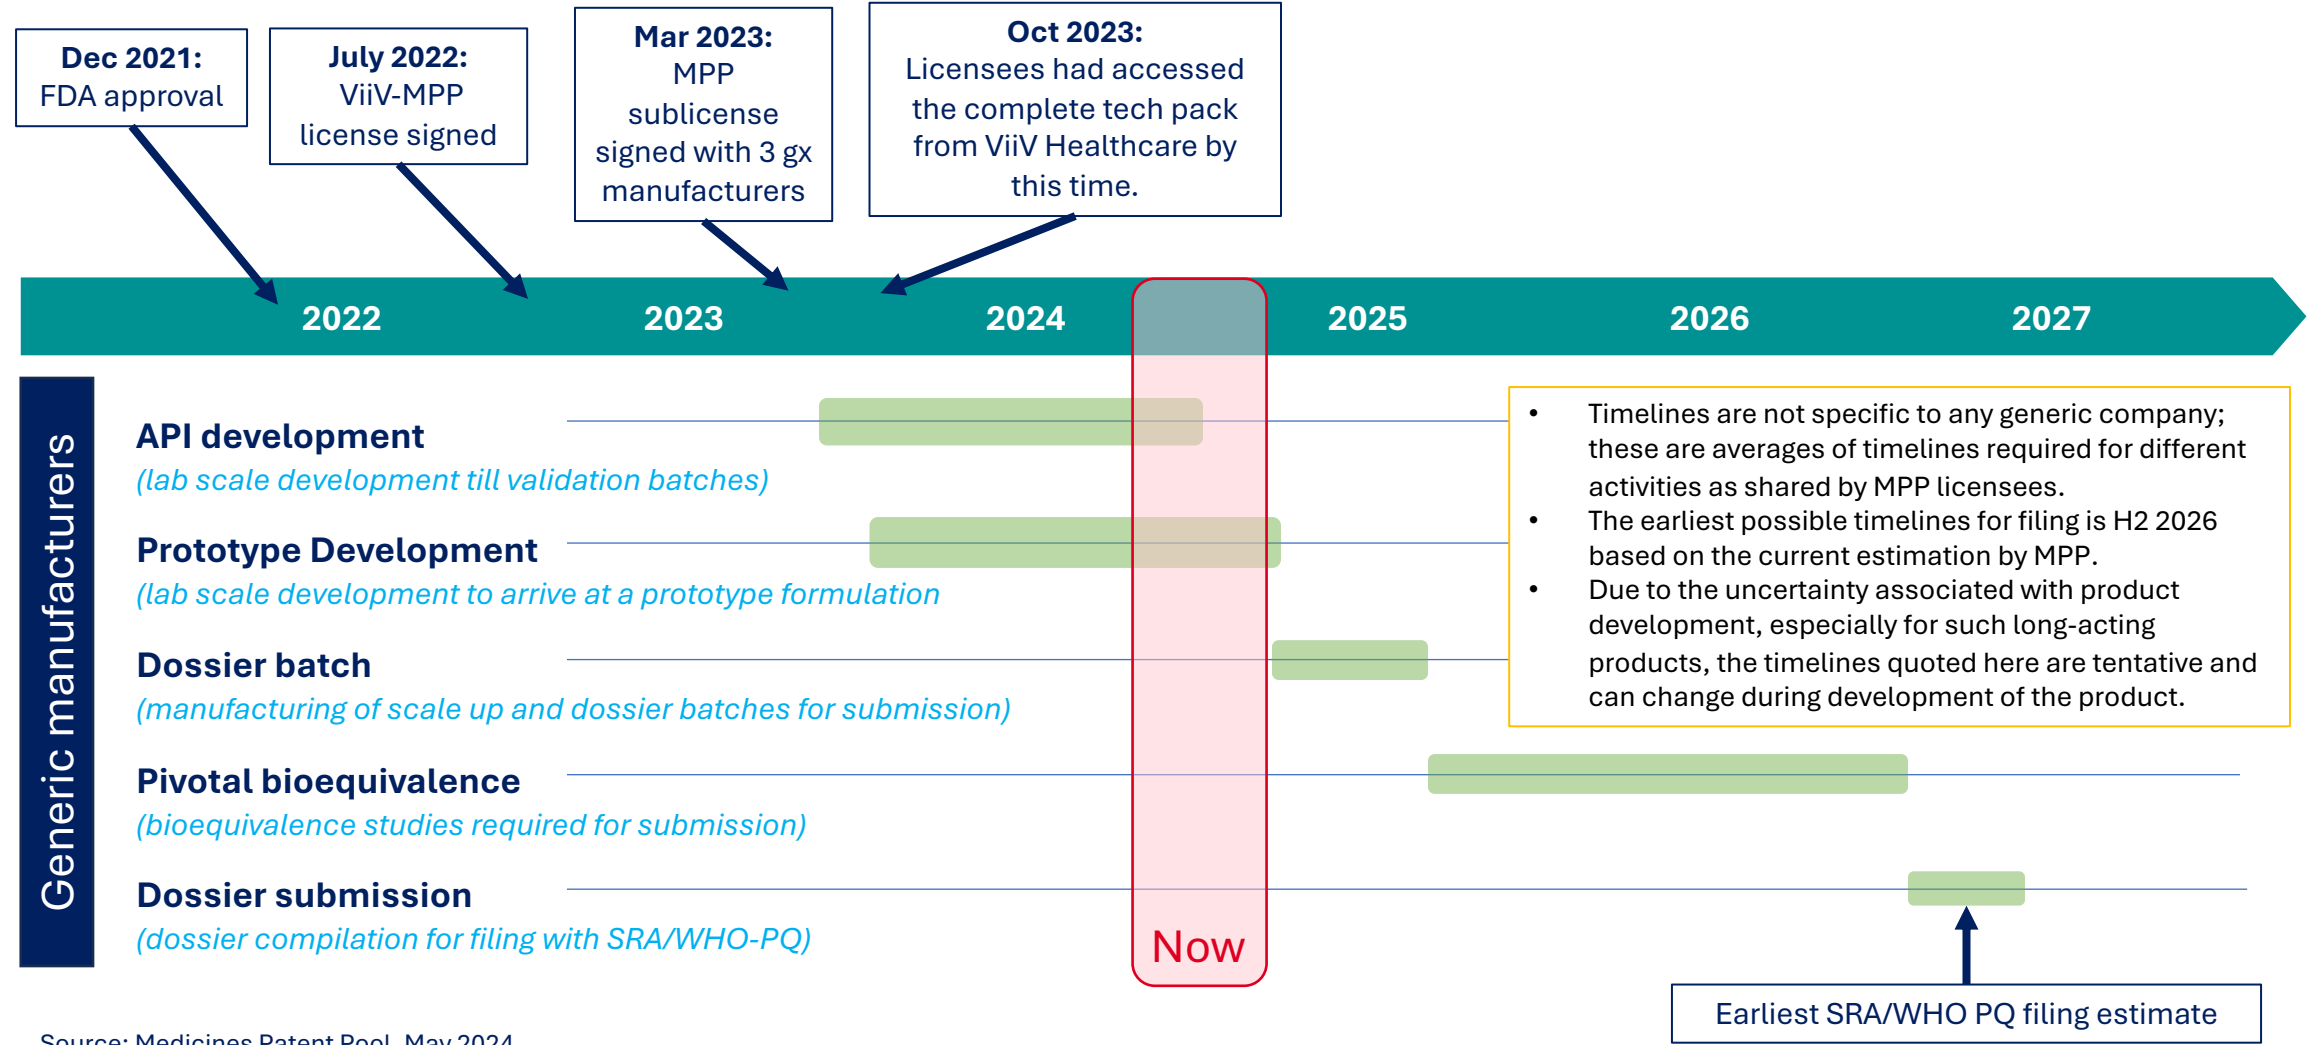 Dec 2021:
FDA approval
July 2022:
ViiV-MPP
license signed
Mar 2023:
MPP
sublicense
signed with 3 gx
manufacturers
Oct 2023:
Licensees had accessed
the complete tech pack
from ViiV Healthcare by
this time.
2022
2023
2024
2025
2026
2027
Generic manufacturers
API development
(lab scale development till validation batches)
Prototype Development
(lab scale development to arrive at a prototype formulation
Dossier batch
(manufacturing of scale up and dossier batches for submission)
Pivotal bioequivalence
(bioequivalence studies required for submission)
Dossier submission
(dossier compilation for filing with SRA/WHO-PQ)
Now
• Timelines are not specific to any generic company;
these are averages of timelines required for different
activities as shared by MPP licensees.
• The earliest possible timelines for filing is H2 2026
based on the current estimation by MPP.
• Due to the uncertainty associated with product
development, especially for such long-acting
products, the timelines quoted here are tentative and
can change during development of the product.
Earliest SRA/WHO PQ filing estimate
Source: Medicines Patent Pool, May 2024